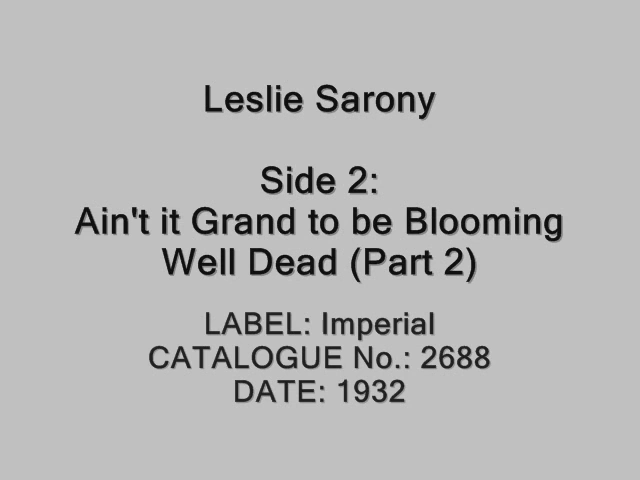 Leslie Sarony
Side 2:
Ain't it Grand to be Blooming
Well Dead (Part 2)
LABEL: Imperial
CATALOGUE No.: 2688
DATE: 1932